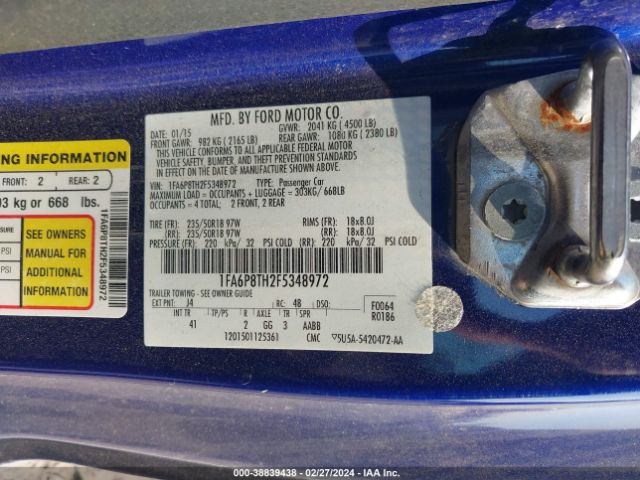 MFD. BY FORD MOTOR CO.
DATE: 01/15 GVWR: 2041 KG ( 4500 LB)
FRONT GAWR: 982 KG ( 2165 LB) REAR GAWR: 1080 KG ( 2380 LB)
THIS VEHICLE CONFORMS TO ALL APPLICABLE FEDERAL MOTOR
VEHICLE SAFETY, BUMPER, AND THEFT PREVENTION STANDARDS IN
EFFECT ON THE DATE OF MANUFACTURE SHOWN ABOVE.
VIN: 1FA6P8TH2F5348972 TYPE: Passenger Car
MAXIMUM LOAD = OCCUPANTS + LUGGAGE = 303KG/ 668LB
OCCUPANTS = 4 TOTAL; 2 FRONT, 2 REAR
TIRE (FR): 235/50R18 97W RIMS (FR): 18x8.0J
(RR): 235/50R18 97W (RR): 18x8.0J
PRESSURE (FR): 220 kPa/ 32 PSI COLD (RR) 220 kPa/ 32 PSI COLD
1FA6P8TH2F5348972
TRAILER TOWING - SEE OWNER GUIDE
EXT PNT: J4 RC: 48 DSO: F0064
R0186
INT TR TP/PS R AXLE TR SPR
41 2 GG 3 AABB
1201501125361 CMC 5U5A-5420472-AA
NG INFORMATION
FRONT: 2 REAR: 2
03 kg or 668 lbs.
SURE
PSI
PSI
SEE OWNERS
MANUAL FOR
ADDITIONAL
INFORMATION
1FA6P8TH2F5348972
000-38839438 - 02/27/2024 - IAA Inc.